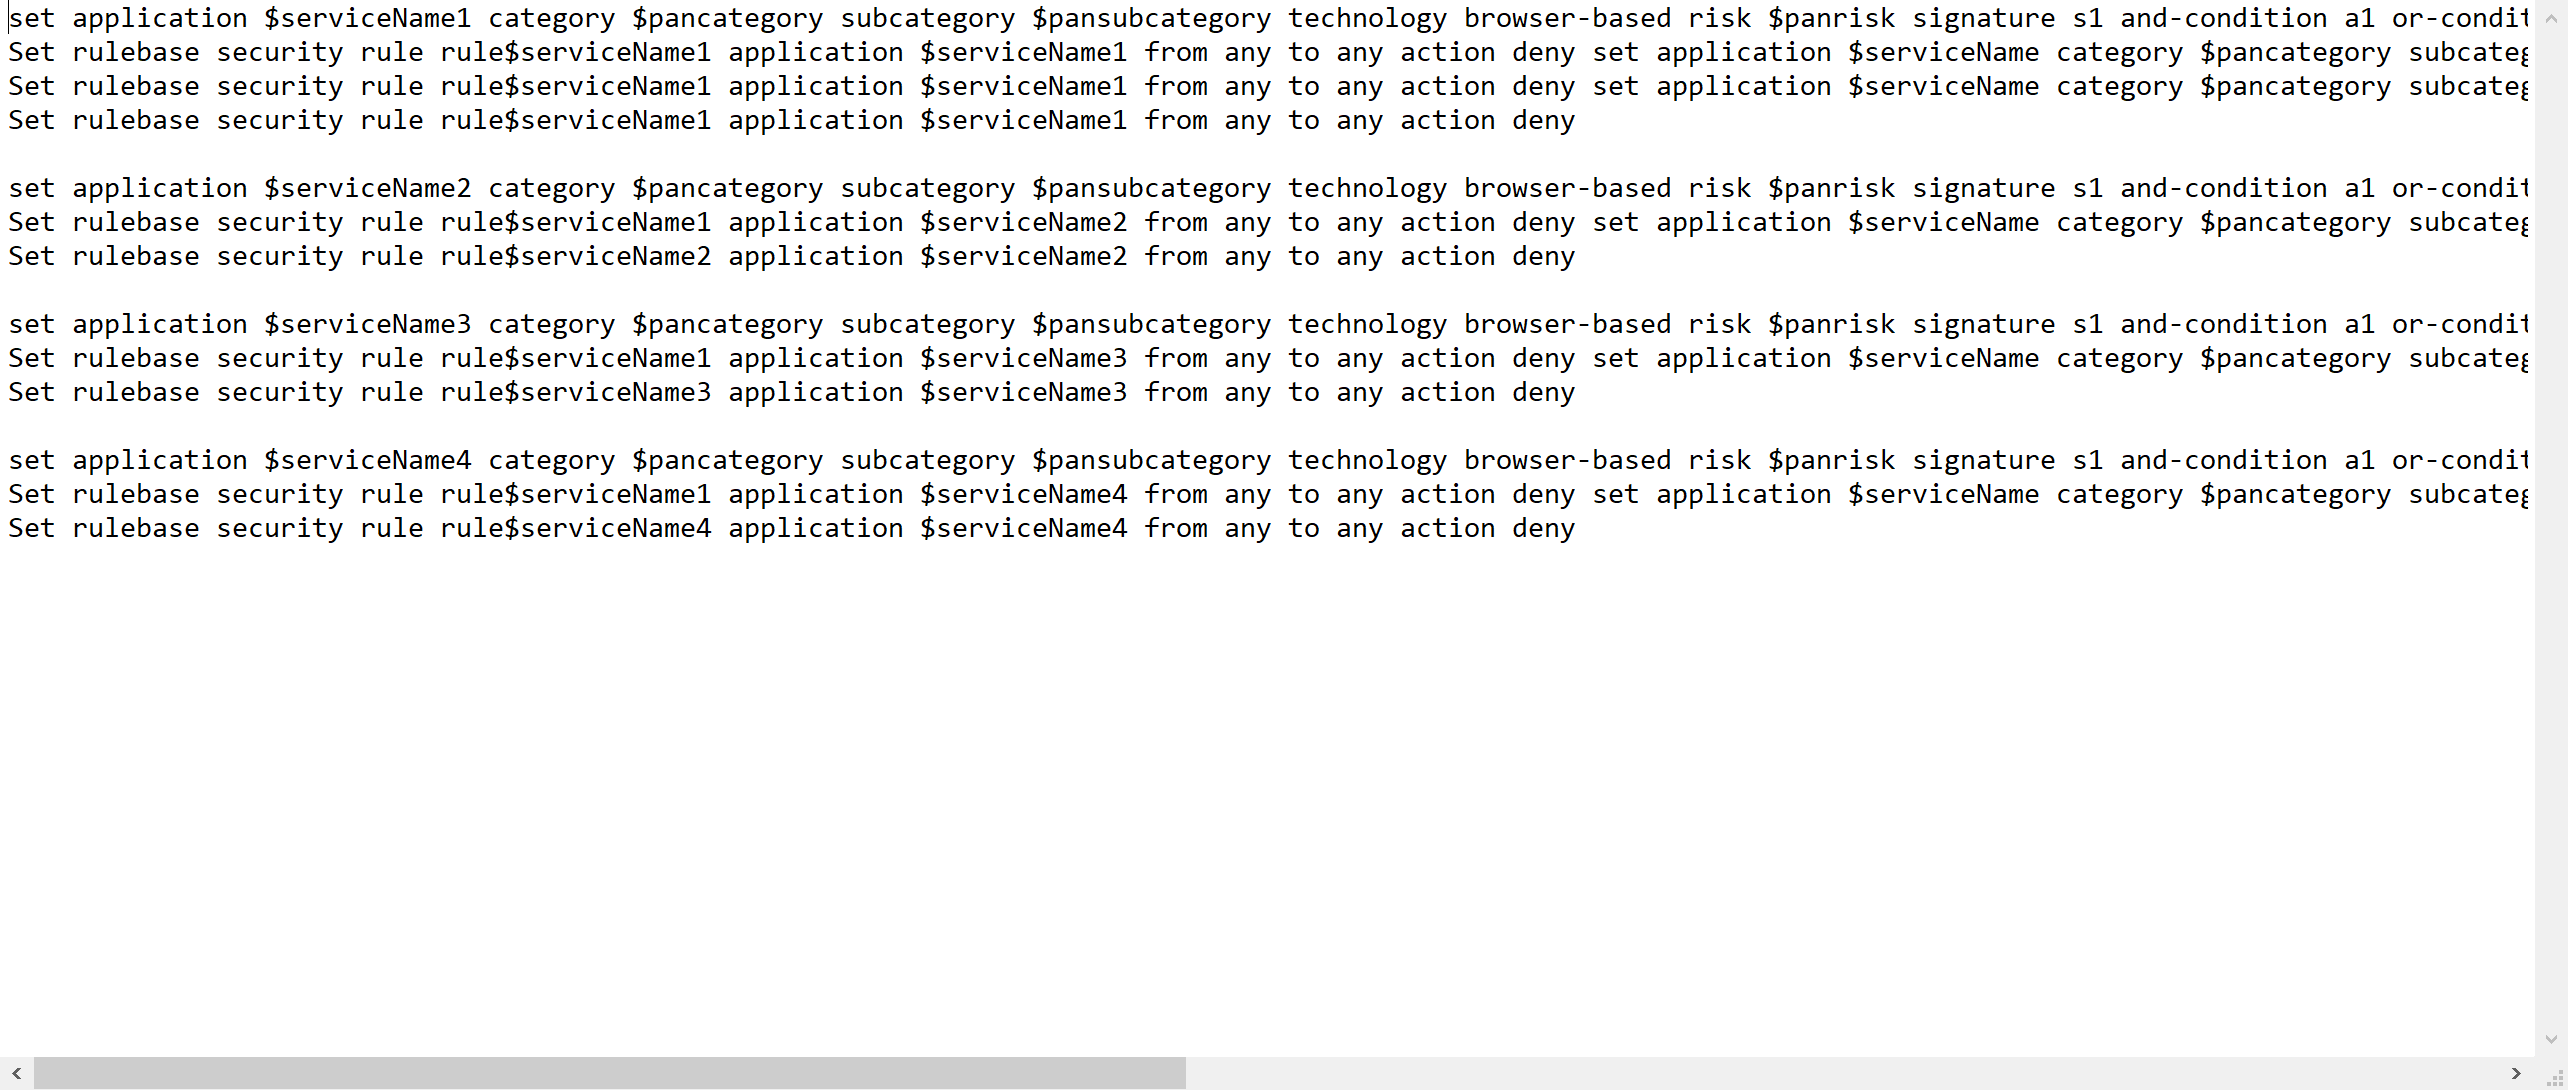 set application $serviceName1 category $pancategory subcategory $pansubcategory technology browser-based risk $panrisk signature s1 and-condition a1 or-condit
Set rulebase security rule rule$serviceName1 application $serviceName1 from any to any action deny set application $serviceName category $pancategory subcateg
Set rulebase security rule rule$serviceName1 application $serviceName1 from any to any action deny set application $serviceName category $pancategory subcateg
Set rulebase security rule rule$serviceName1 application $serviceName1 from any to any action deny
set application $serviceName2 category $pancategory subcategory $pansubcategory technology browser-based risk $panrisk signature s1 and-condition a1 or-condit
Set rulebase security rule rule$serviceName1 application $serviceName2 from any to any action deny set application $serviceName category $pancategory subcateg
Set rulebase security rule rule$serviceName2 application $serviceName2 from any to any action deny
set application $serviceName3 category $pancategory subcategory $pansubcategory technology browser-based risk $panrisk signature s1 and-condition a1 or-condit
Set rulebase security rule rule$serviceName1 application $serviceName3 from any to any action deny set application $serviceName category $pancategory subcateg
Set rulebase security rule rule$serviceName3 application $serviceName3 from any to any action deny
set application $serviceName4 category $pancategory subcategory $pansubcategory technology browser-based risk $panrisk signature s1 and-condition a1 or-condit
Set rulebase security rule rule$serviceName1 application $serviceName4 from any to any action deny set application $serviceName category $pancategory subcateg
Set rulebase security rule rule$serviceName4 application $serviceName4 from any to any action deny